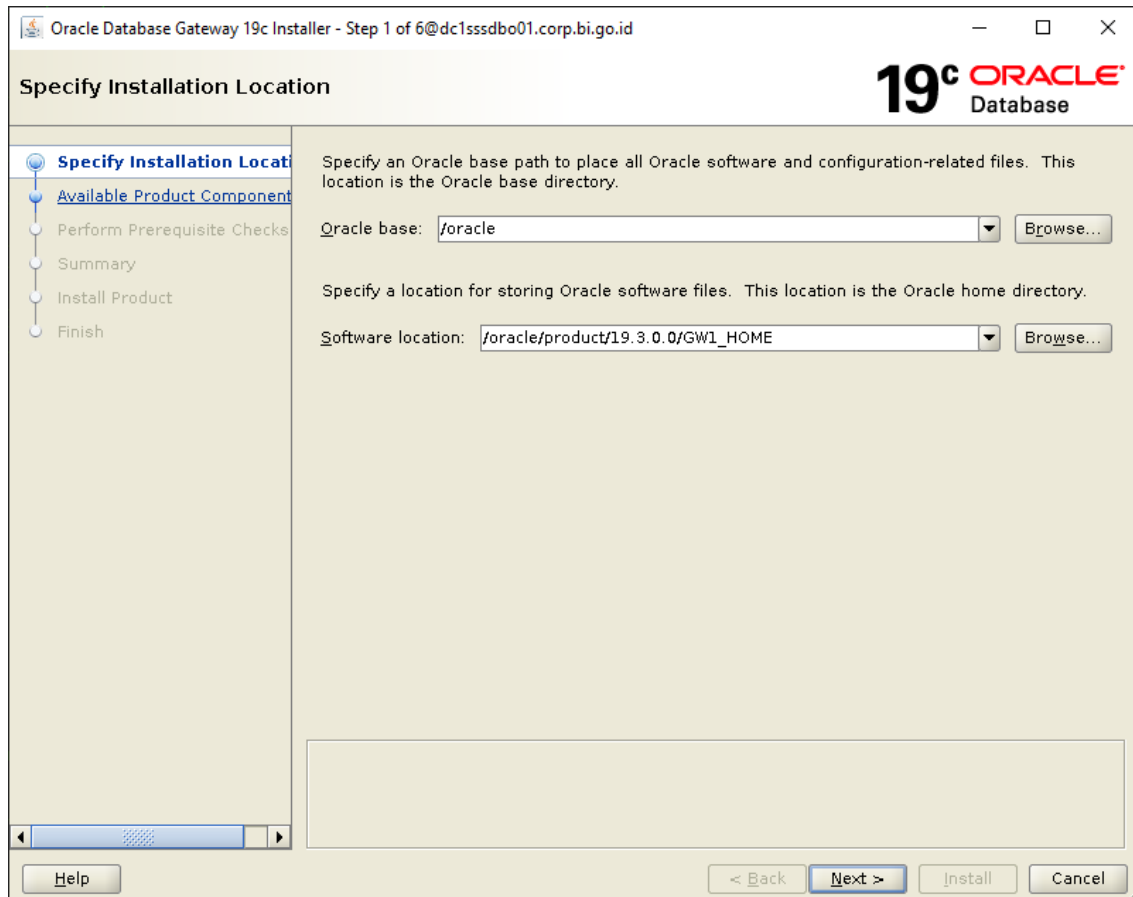 Oracle Database Gateway 19c Installer - Step 1 of 6@dc1sssdbo01.corp.bi.go.id
Specify Installation Location
19c ORACLE
Database
Specify Installation Locati
Available Product Component
Perform Prerequisite Checks
Summary
Install Product
Finish
Specify an Oracle base path to place all Oracle software and configuration-related files. This
location is the Oracle base directory.
Oracle base: /oracle Browse...
Specify a location for storing Oracle software files. This location is the Oracle home directory.
Software location: /oracle/product/19.3.0.0/GW1_HOME Browse...
Help < Back Next > Install Cancel